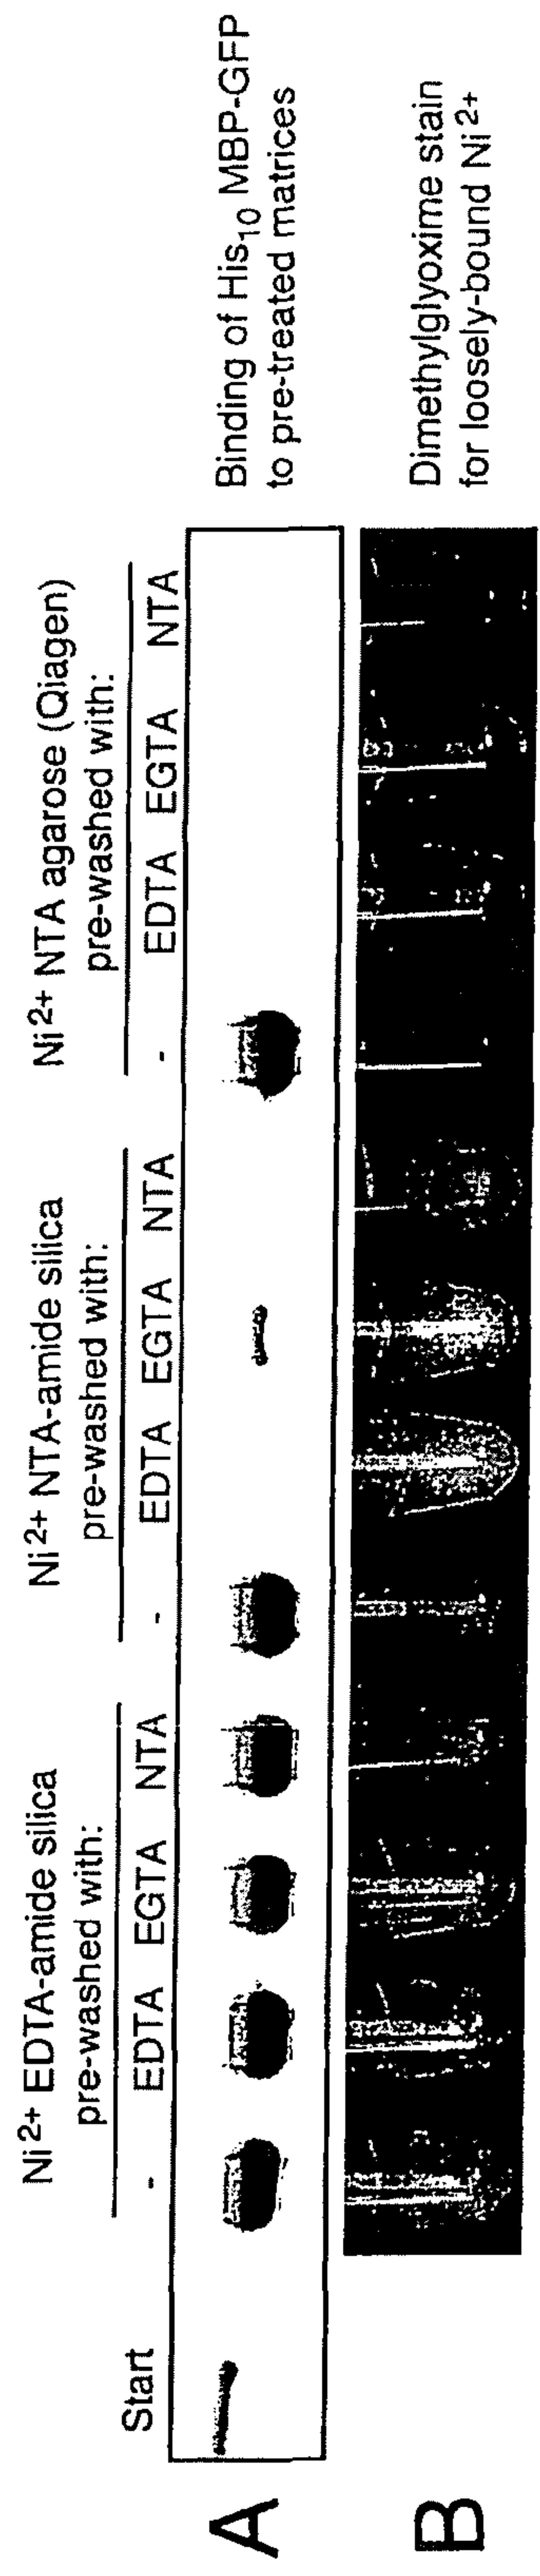 Ni2+ EDTA-amide silica
pre-washed with:
Ni2+ NTA-amide silica
pre-washed with:
Ni2+ NTA agarose (Qiagen)
pre-washed with:
Start - EDTA EGTA NTA - EDTA EGTA NTA - EDTA EGTA NTA
A
Binding of His10 MBP-GFP
to pre-treated matrices
B
Dimethylglyoxime stain
for loosely-bound Ni2+